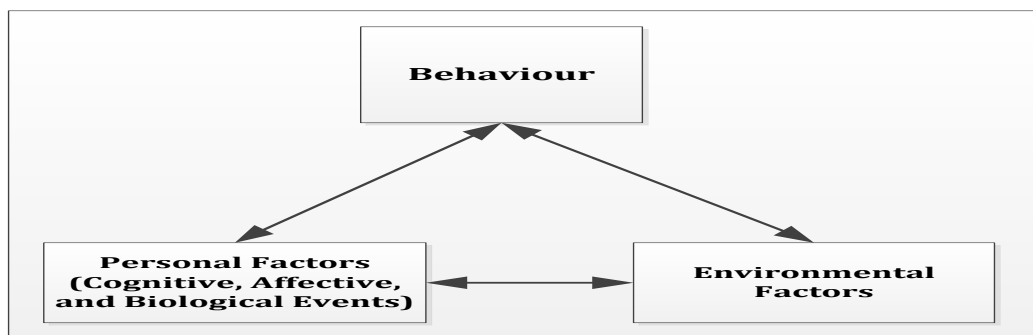 Behaviour
Personal Factors
(Cognitive, Affective,
and Biological Events)
Environmental
Factors